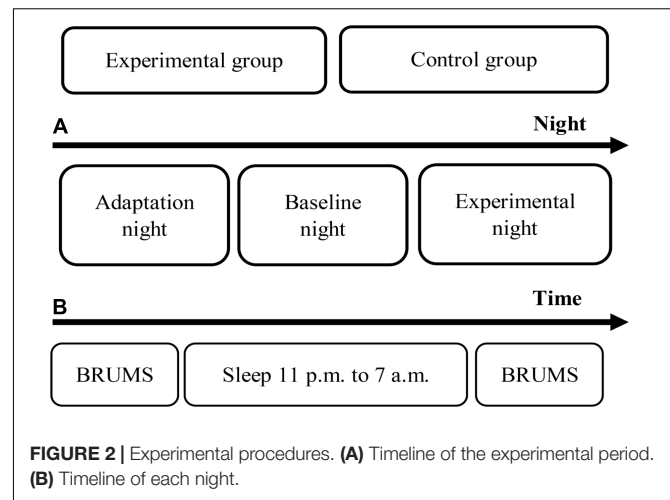 Experimental group Control group
A Night
Adaptation night Baseline night Experimental night
B Time
BRUMS Sleep 11 p.m. to 7 a.m. BRUMS
FIGURE 2 | Experimental procedures. (A) Timeline of the experimental period.
(B) Timeline of each night.